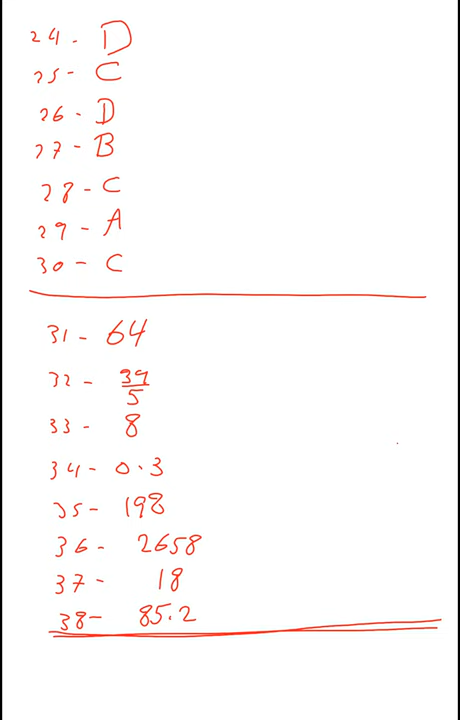 24 - D
25 - C
26 - D
27 - B
28 - C
29 - A
30 - C
31 - 64
32 - 39/5
33 - 8
34 - 0.3
35 - 198
36 - 2658
37 - 18
38 - 85.2